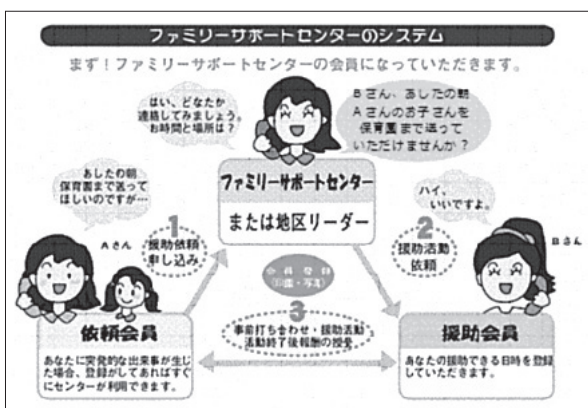 ファミリーサポートセンターのシステム
まず！ファミリーサポートセンターの会員になっていただきます。
はい、どなたか
連絡してみましょう。
お時間と場所は？
Bさん、あしたの朝
Aさんのお子さんを
保育園まで送って
いただけませんか？
あしたの朝
保育園まで送って
ほしいのですが…
Aさん
ファミリーサポートセンター
または地区リーダー
ハイ、
いいですよ。
Bさん
1
援助依頼
申し込み
2
援助活動
依頼
会員登録
(印鑑・写真)
3
事前打ち合わせ・援助活動
活動終了後報酬の授受
依頼会員
あなたに突発的な出来事が生じ
た場合、登録がしてあればすぐ
にセンターが利用できます。
援助会員
あなたの援助できる日時を登録
していただきます。